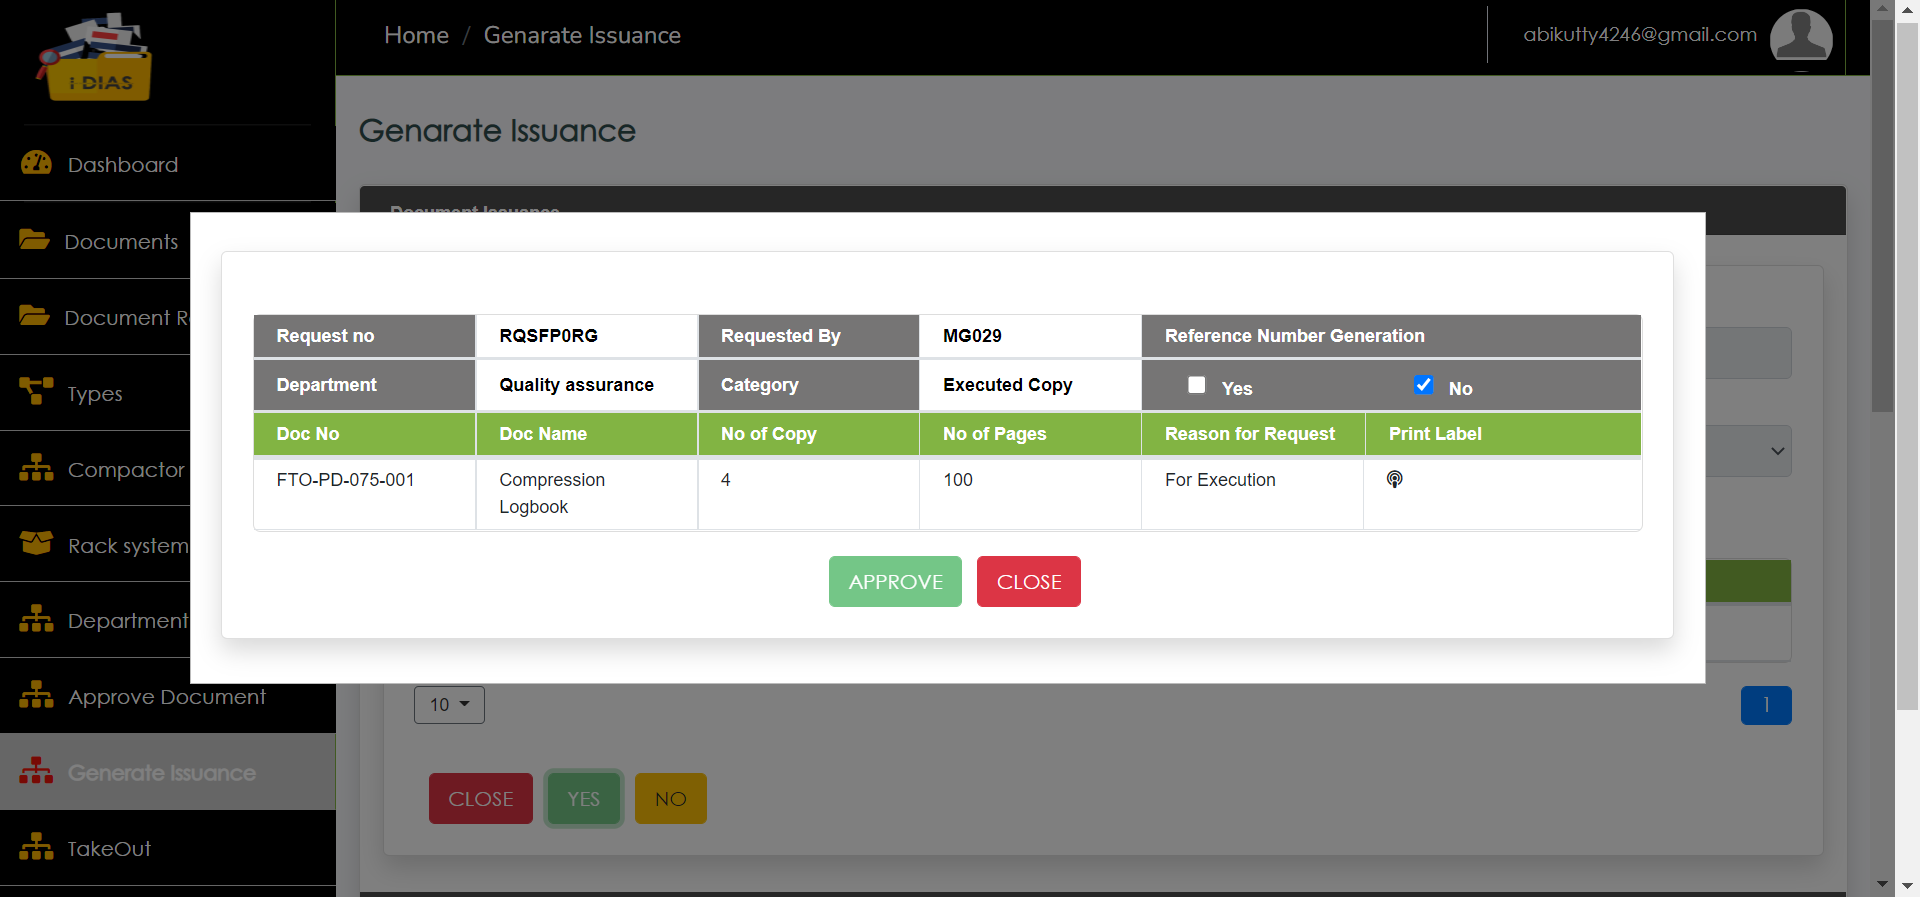 i DIAS
Home / Genarate Issuance
abikutty4246@gmail.com
Genarate Issuance
Dashboard
Documents
Document R
Types
Compactor
Rack system
Department
Approve Document
Generate Issuance
TakeOut
Document Issuance
Request no RQSFP0RG Requested By MG029 Reference Number Generation
Department Quality assurance Category Executed Copy Yes No
Doc No Doc Name No of Copy No of Pages Reason for Request Print Label
FTO-PD-075-001 Compression 4 100 For Execution
Logbook
APPROVE CLOSE
10 1
CLOSE YES NO